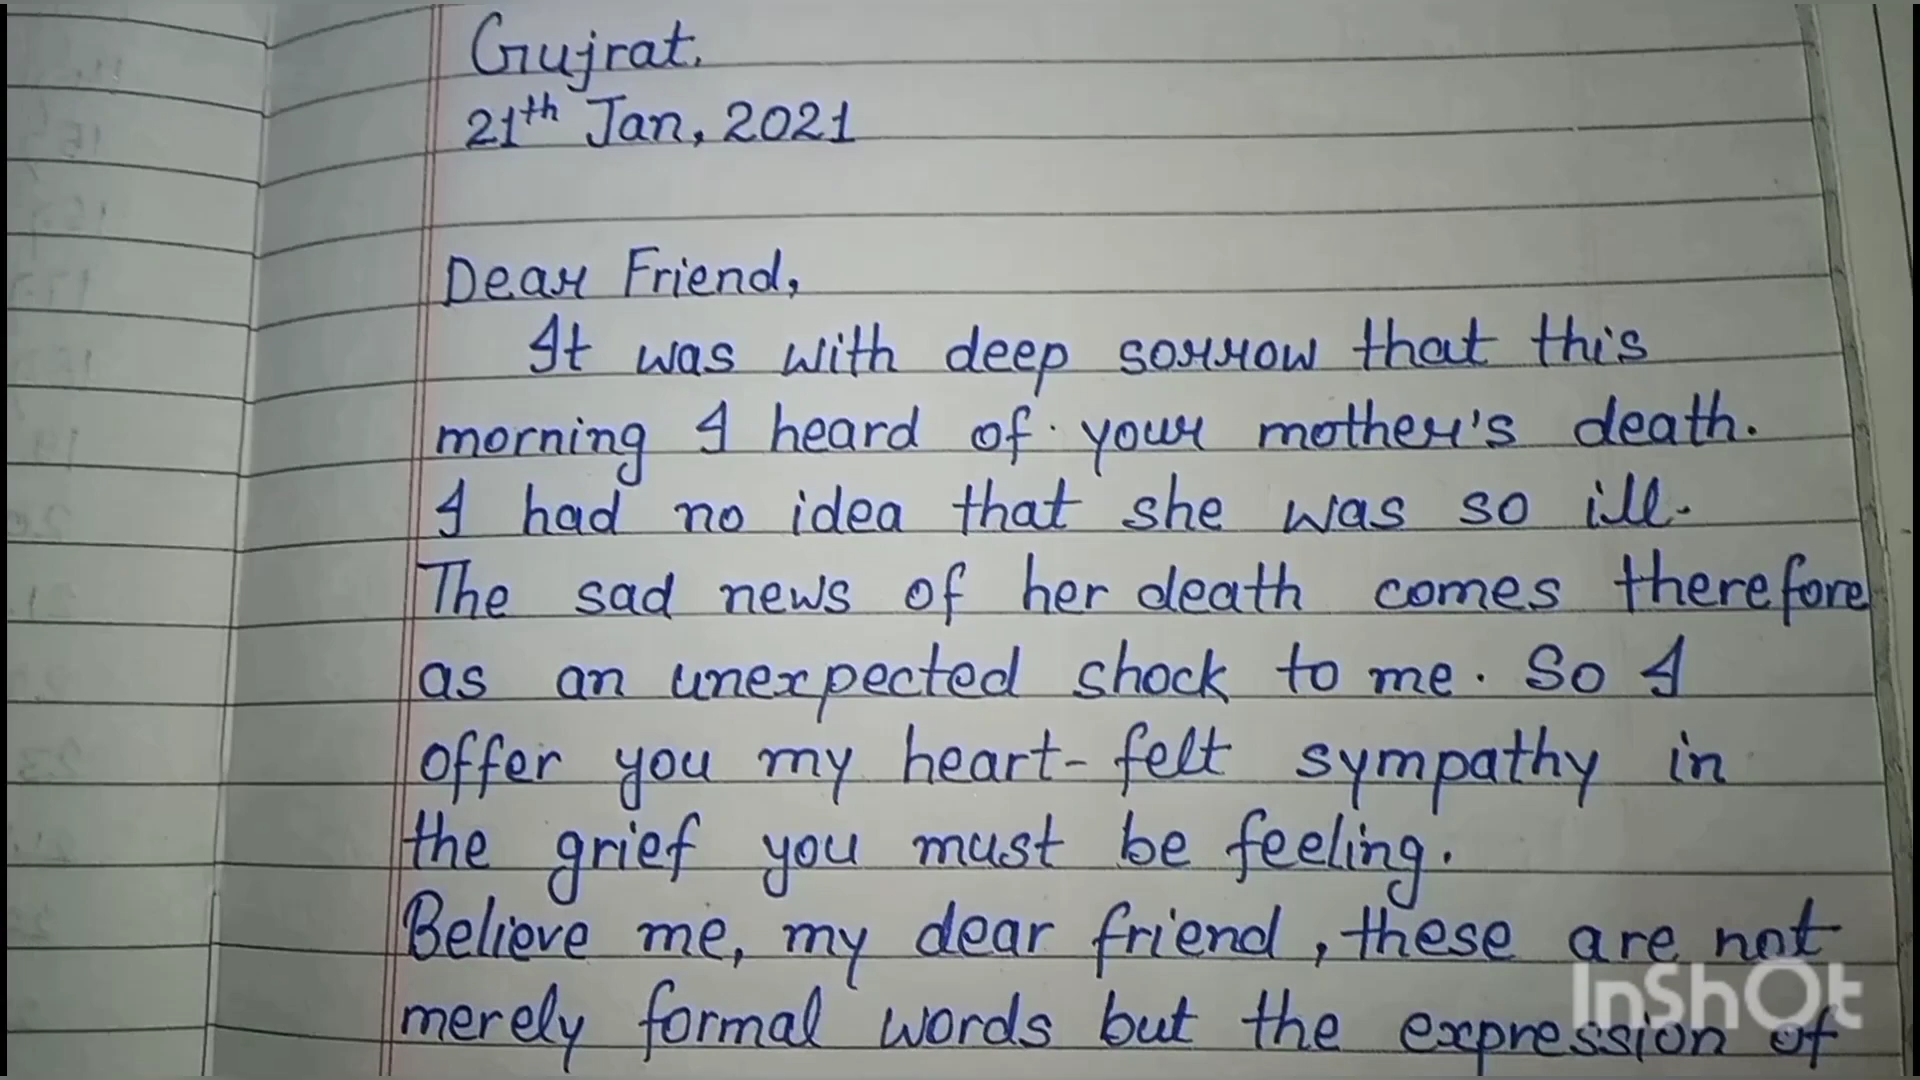 Gujrat.
21th Jan, 2021
Dear Friend,
It was with deep sorrow that this
morning I heard of your mother's death.
I had no idea that she was so ill.
The sad news of her death comes therefore
as an unexpected shock to me. So I
offer you my heart-felt sympathy in
the grief you must be feeling.
Believe me, my dear friend, these are not
merely formal words but the expression of
InShOt